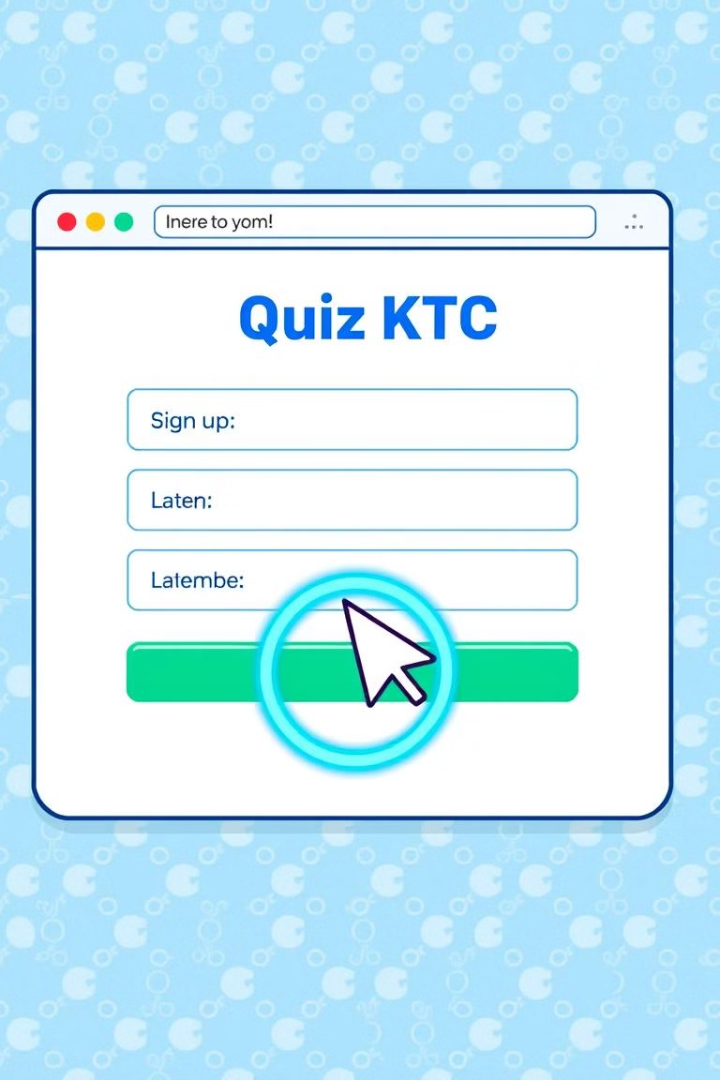 Inere to yom!
Quiz KTC
Sign up:
Laten:
Latembe: